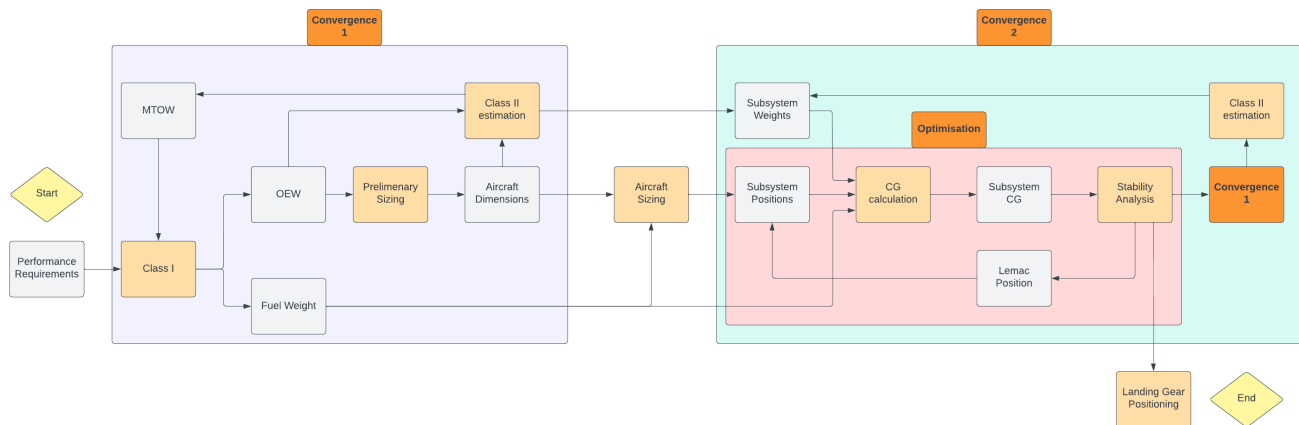 Convergence
1
Convergence
2
MTOW
Class II
estimation
Subsystem
Weights
Class II
estimation
Optimisation
Start
OEW
Prelimenary
Sizing
Aircraft
Dimensions
Aircraft
Sizing
Subsystem
Positions
CG
calculation
Subsystem
CG
Stability
Analysis
Convergence
1
Performance
Requirements
Class I
Fuel Weight
Lemac
Position
Landing Gear
Positioning
End